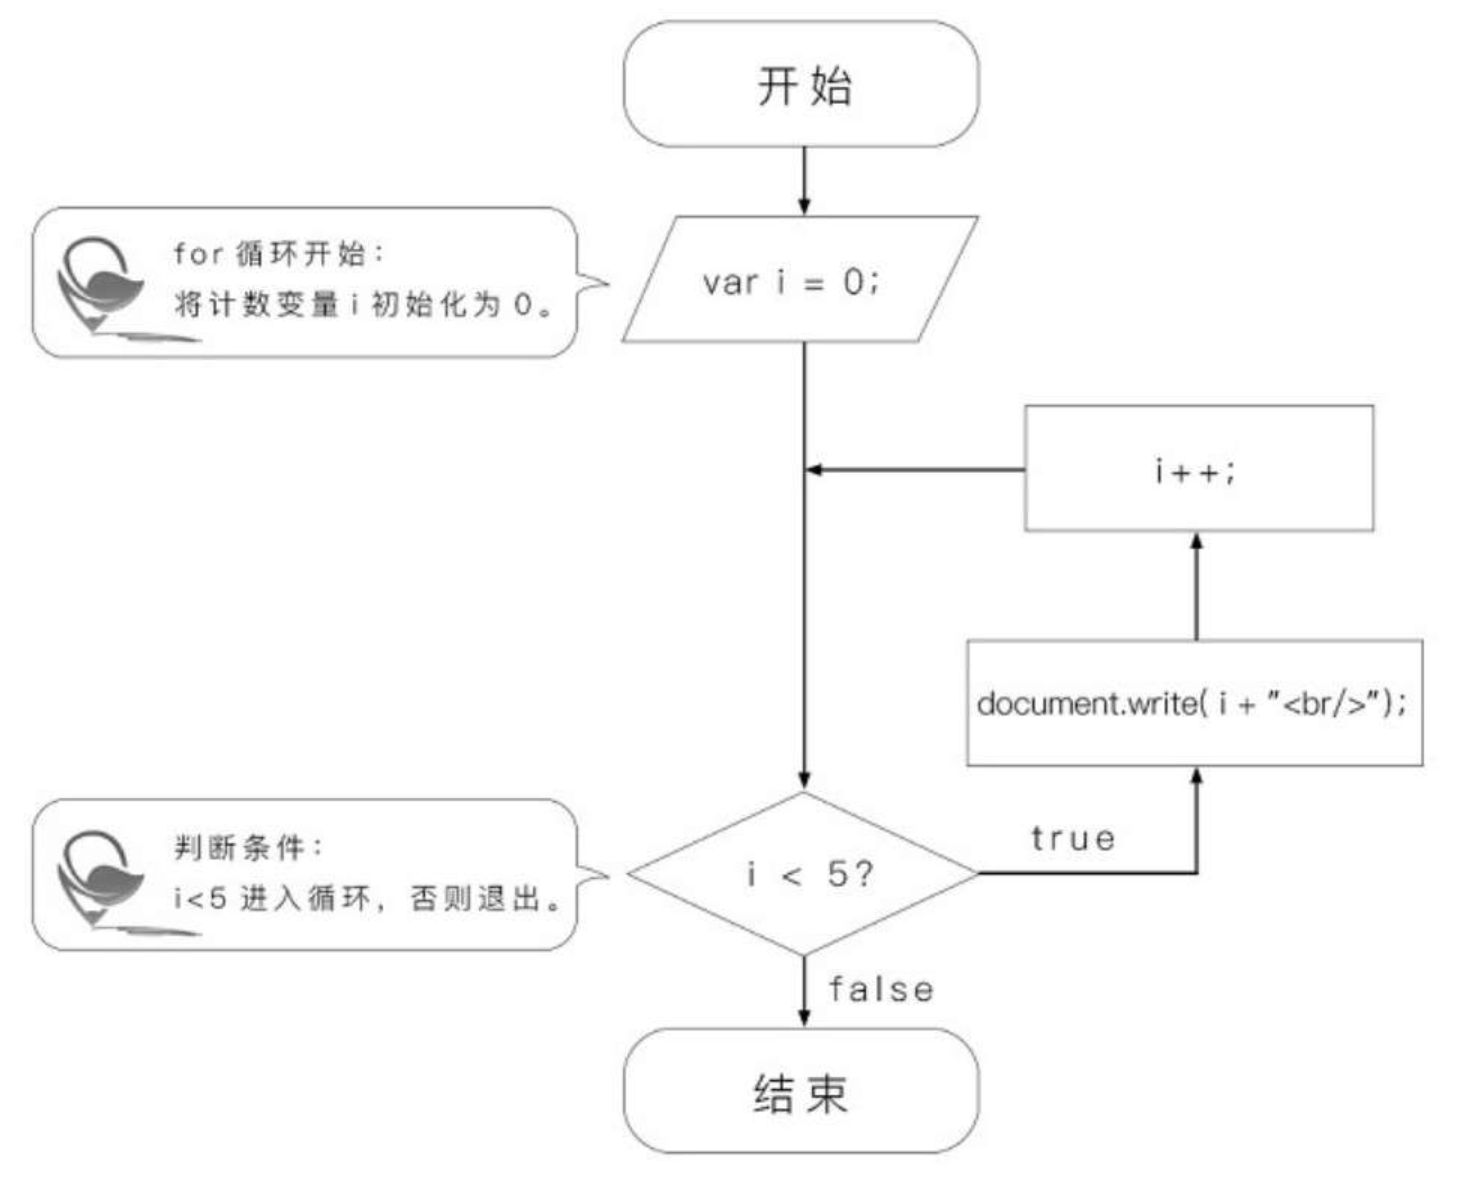 开始
for 循环开始：
将计数变量 i 初始化为 0。
var i = 0;
i++;
document.write( i + "<br/>");
判断条件：
i<5 进入循环，否则退出。
i < 5?
true
false
结束